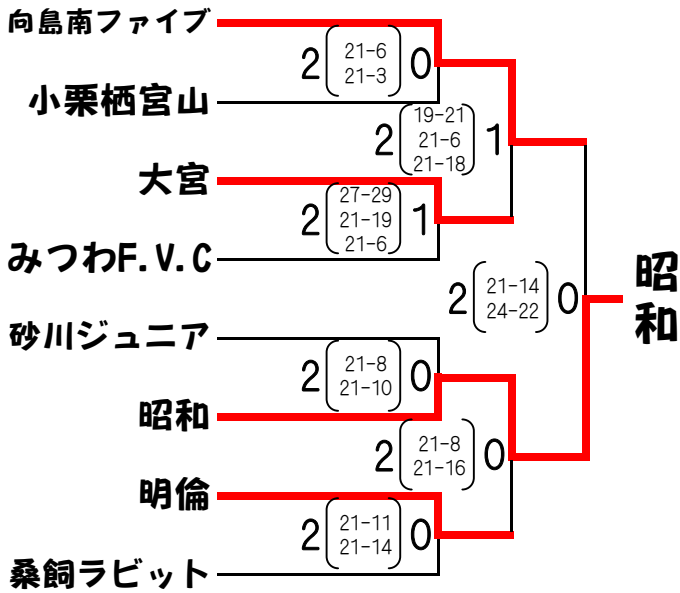 向島南ファイブ
2 21-6 0
21-3
小栗栖宮山
2 19-21 1
21-6
21-18
大宮
2 27-29 1
21-19
21-6
みつわF.V.C
2 21-14 0
24-22
昭和
砂川ジュニア
2 21-8 0
21-10
昭和
2 21-8 0
21-16
明倫
2 21-11 0
21-14
桑飼ラビット